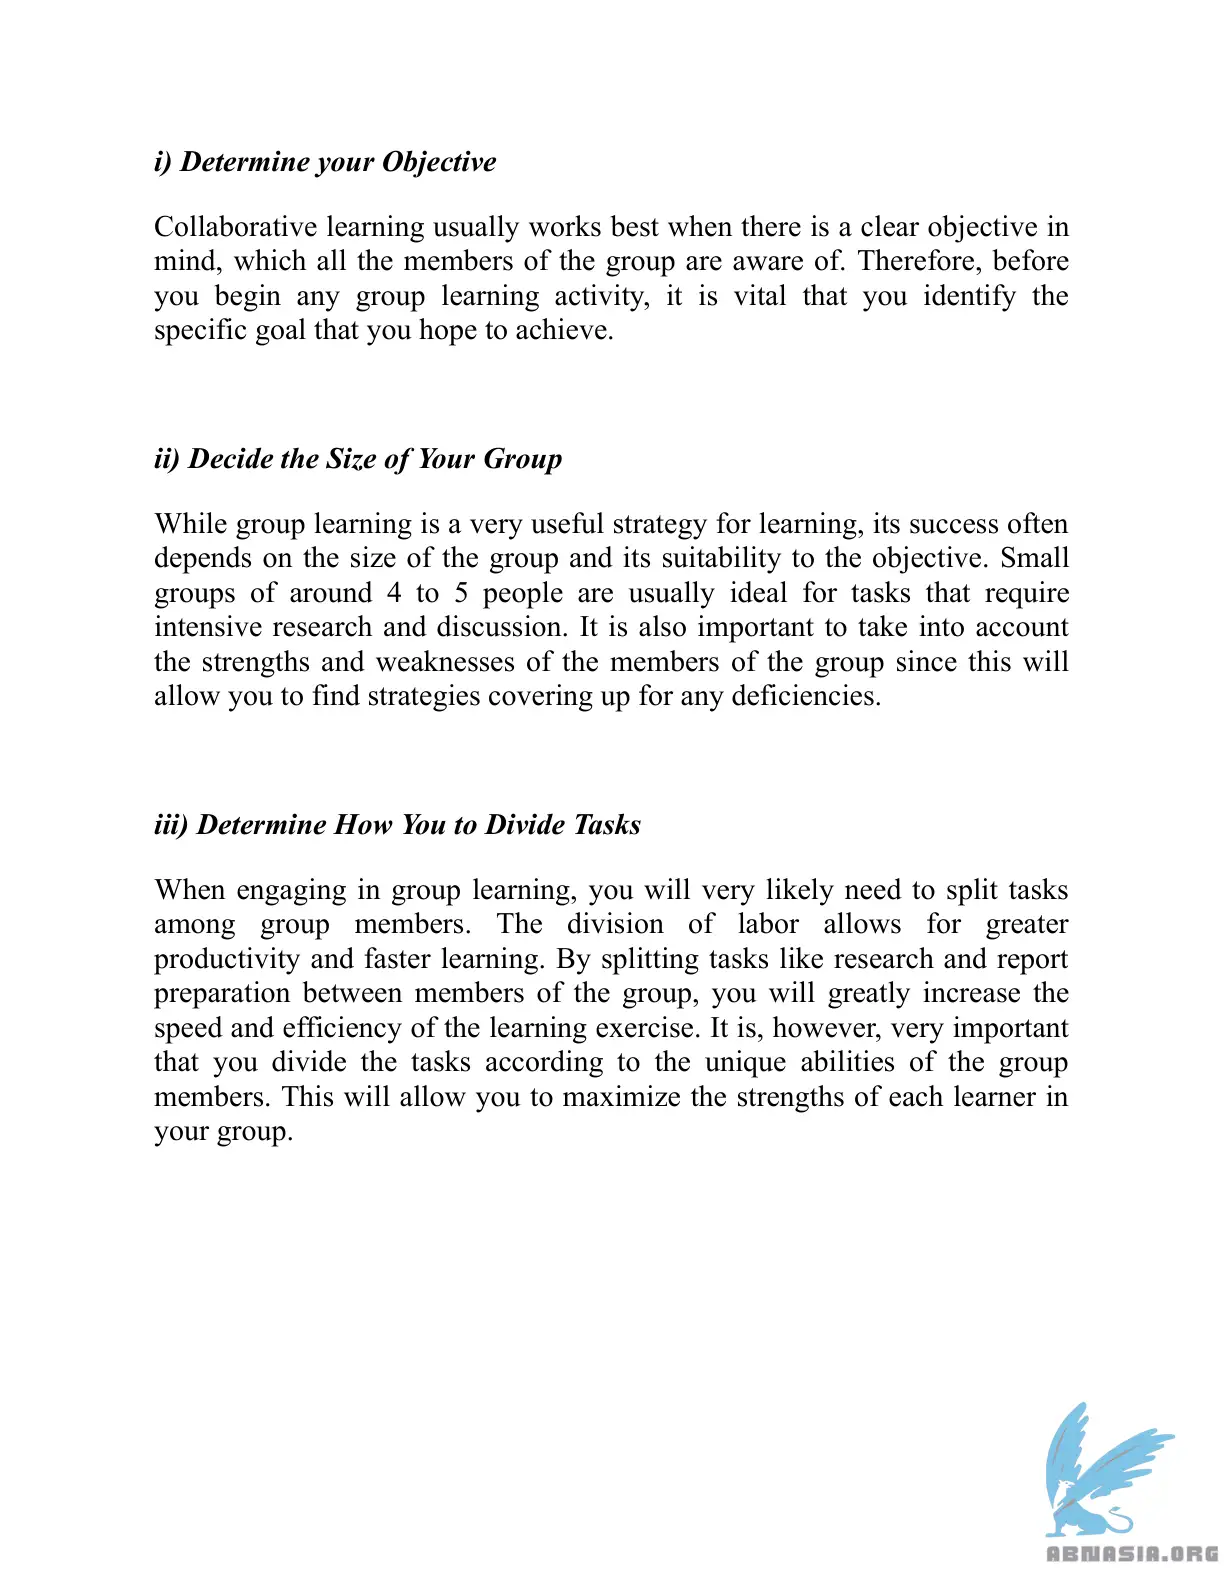 i) Determine your Objective
Collaborative learning usually works best when there is a clear objective in
mind, which all the members of the group are aware of. Therefore, before
you begin any group learning activity, it is vital that you identify the
specific goal that you hope to achieve.
ii) Decide the Size of Your Group
While group learning is a very useful strategy for learning, its success often
depends on the size of the group and its suitability to the objective. Small
groups of around 4 to 5 people are usually ideal for tasks that require
intensive research and discussion. It is also important to take into account
the strengths and weaknesses of the members of the group since this will
allow you to find strategies covering up for any deficiencies.
iii) Determine How You to Divide Tasks
When engaging in group learning, you will very likely need to split tasks
among group members. The division of labor allows for greater
productivity and faster learning. By splitting tasks like research and report
preparation between members of the group, you will greatly increase the
speed and efficiency of the learning exercise. It is, however, very important
that you divide the tasks according to the unique abilities of the group
members. This will allow you to maximize the strengths of each learner in
your group.
ABNASIA.ORG